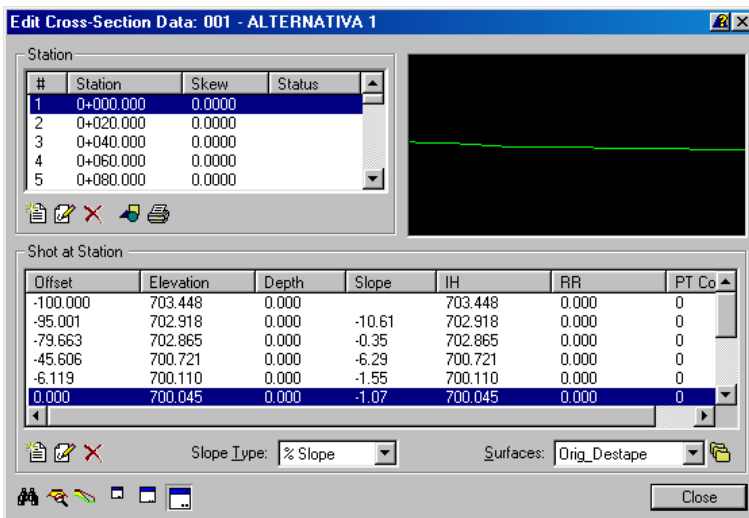 Edit Cross-Section Data: 001 - ALTERNATIVA 1
Station
# Station Skew Status
1 0+000.000 0.0000
2 0+020.000 0.0000
3 0+040.000 0.0000
4 0+060.000 0.0000
5 0+080.000 0.0000
Shot at Station
Offset Elevation Depth Slope IH RR PT Co
-100.000 703.448 0.000 703.448 0.000 0
-95.001 702.918 0.000 -10.61 702.918 0.000 0
-79.663 702.865 0.000 -0.35 702.865 0.000 0
-45.606 700.721 0.000 -6.29 700.721 0.000 0
-6.119 700.110 0.000 -1.55 700.110 0.000 0
0.000 700.045 0.000 -1.07 700.045 0.000 0
Slope Type: % Slope Surfaces: Orig_Destape
Close